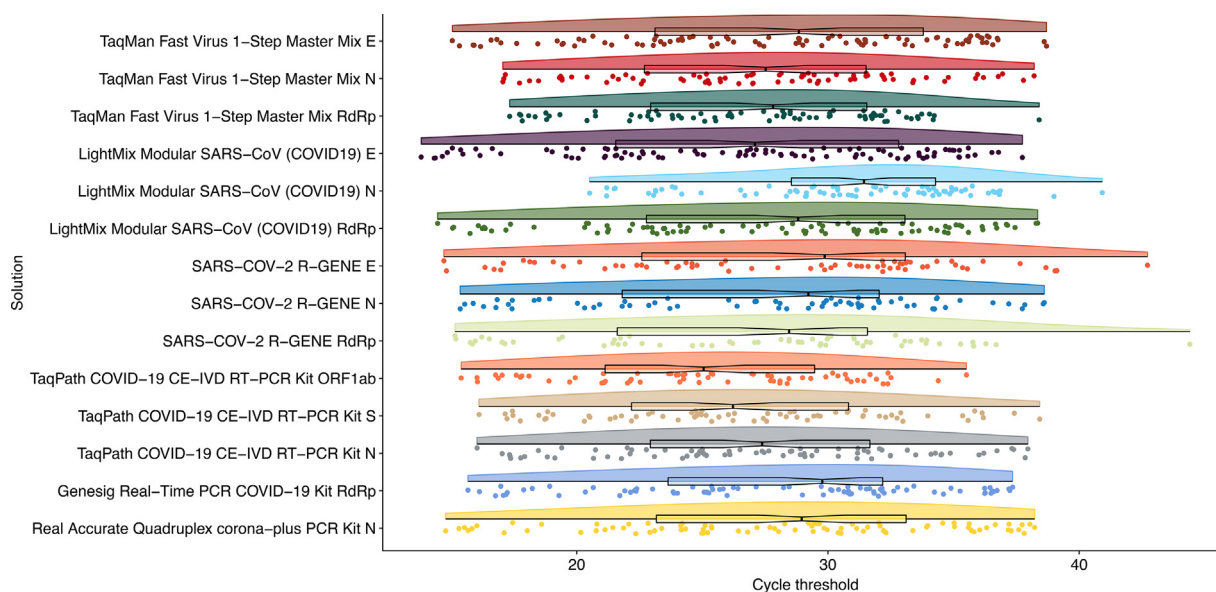 Solution
TaqMan Fast Virus 1−Step Master Mix E
TaqMan Fast Virus 1−Step Master Mix N
TaqMan Fast Virus 1−Step Master Mix RdRp
LightMix Modular SARS−CoV (COVID19) E
LightMix Modular SARS−CoV (COVID19) N
LightMix Modular SARS−CoV (COVID19) RdRp
SARS−COV−2 R−GENE E
SARS−COV−2 R−GENE N
SARS−COV−2 R−GENE RdRp
TaqPath COVID−19 CE−IVD RT−PCR Kit ORF1ab
TaqPath COVID−19 CE−IVD RT−PCR Kit S
TaqPath COVID−19 CE−IVD RT−PCR Kit N
Genesig Real−Time PCR COVID−19 Kit RdRp
Real Accurate Quadruplex corona−plus PCR Kit N
20 30 40
Cycle threshold